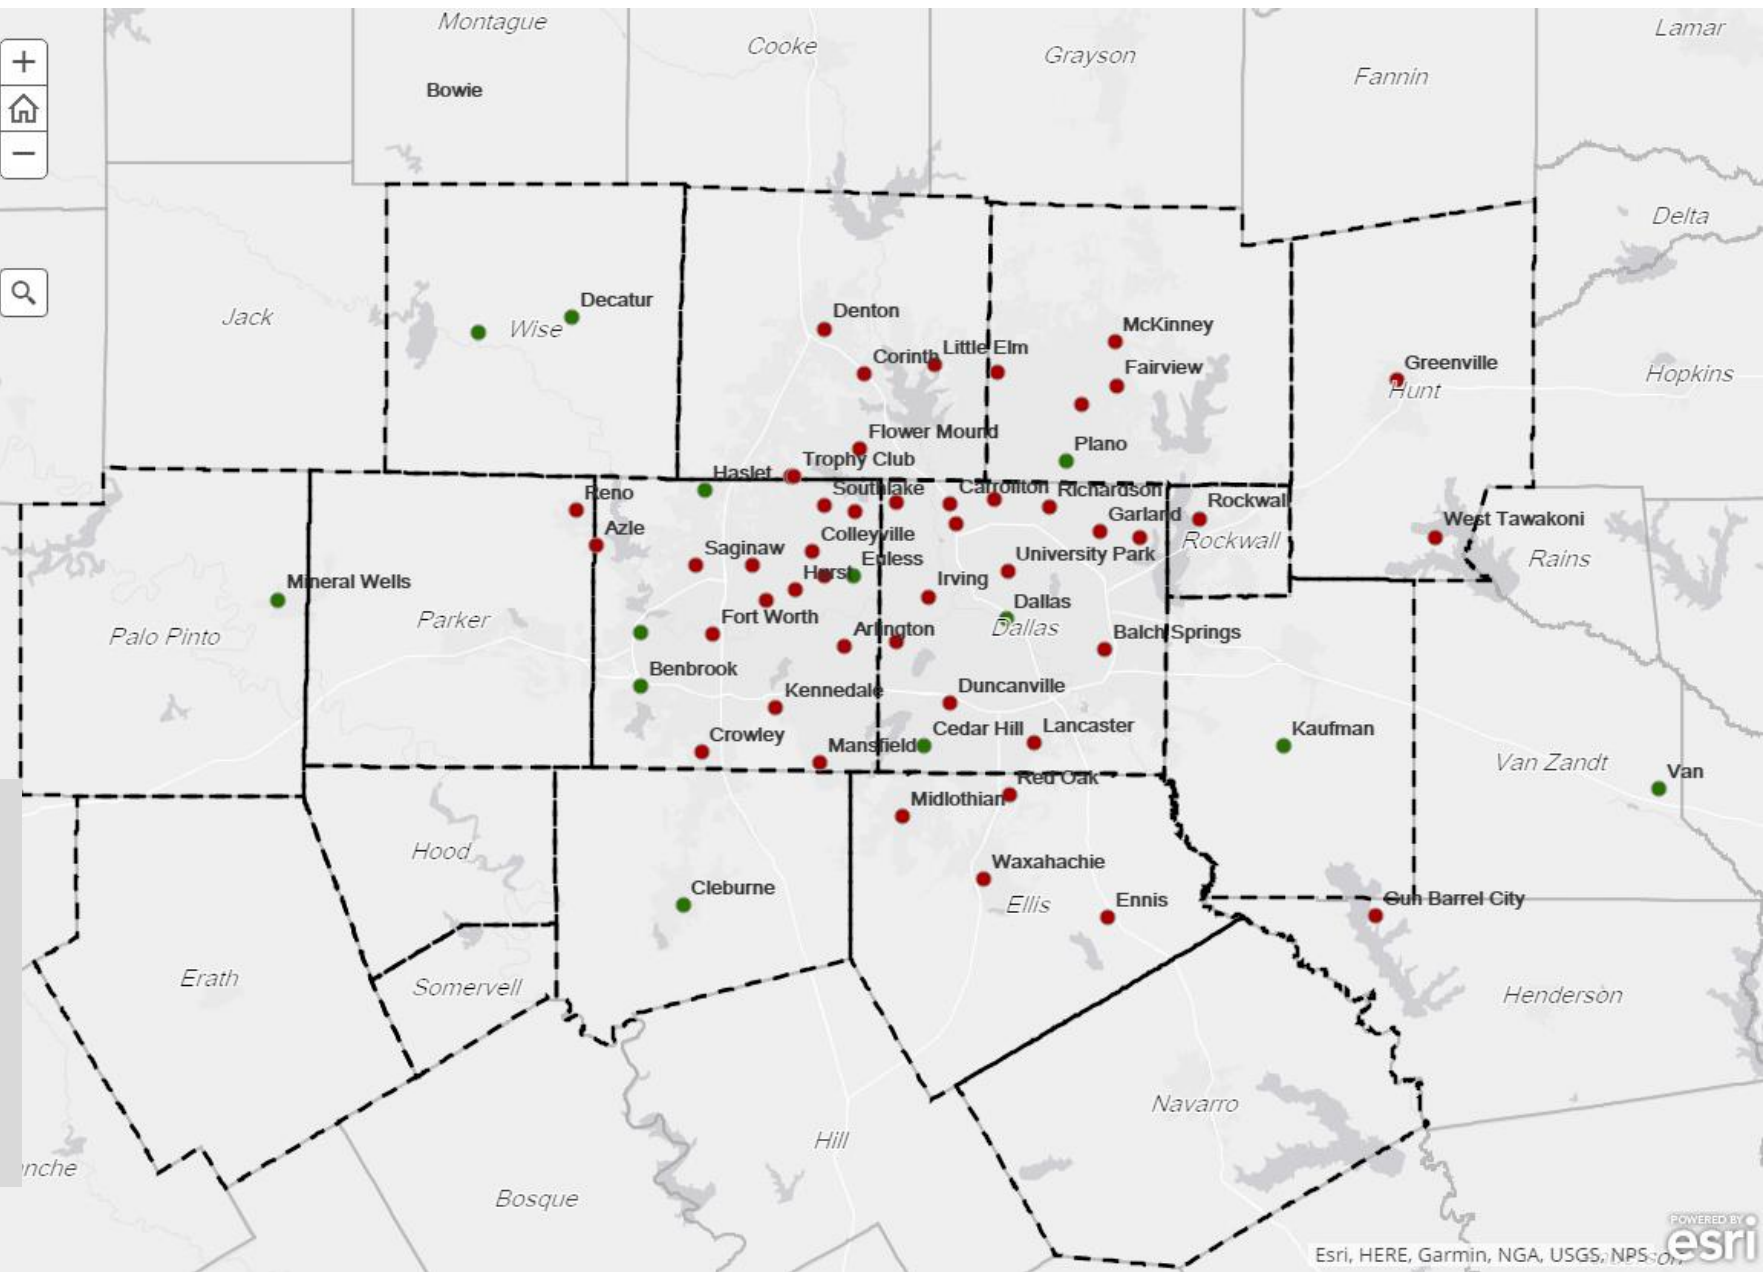 Montague
Lamar
Cooke
Grayson
+
Fannin
Bowie
−
Delta
Decatur
Denton
Jack
Wise
McKinney
Little Elm
Corinth
Fairview
Greenville
Hopkins
Hunt
Flower Mound
Plano
Trophy Club
Haslet
Southlake
Carrollton
Richardson
Reno
Rockwall
Garland
West Tawakoni
Azle
Colleyville
Rockwall
Saginaw
University Park
Euless
Rains
Hurst
Irving
Mineral Wells
Dallas
Fort Worth
Parker
Arlington
Dallas
Balch Springs
Palo Pinto
Benbrook
Duncanville
Kennedale
Lancaster
Cedar Hill
Kaufman
Crowley
Mansfield
Van Zandt
Van
Red Oak
Midlothian
Hood
Waxahachie
Cleburne
Ennis
Gun Barrel City
Ellis
Erath
Somervell
Henderson
Navarro
Hill
nche
Bosque
POWERED BY
esri
Esri, HERE, Garmin, NGA, USGS, NPS